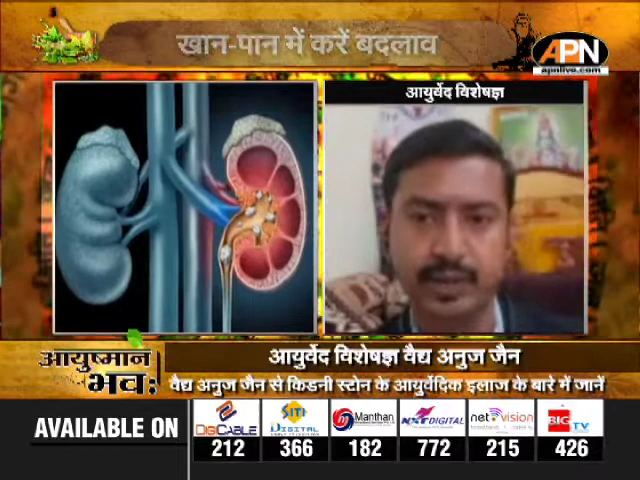 खान-पान में करें बदलाव
APN
apnlive.com
आयुर्वेद विशेषज्ञ
आयुष्मान
भवः
आयुर्वेद विशेषज्ञ वैद्य अनुज जैन
वैद्य अनुज जैन से किडनी स्टोन के आयुर्वेदिक इलाज के बारे में जानें
AVAILABLE ON
DIGICABLE
SITI
DIGITAL
Manthan
NXTDIGITAL
net vision
BIG
TV
212 366 182 772 215 426